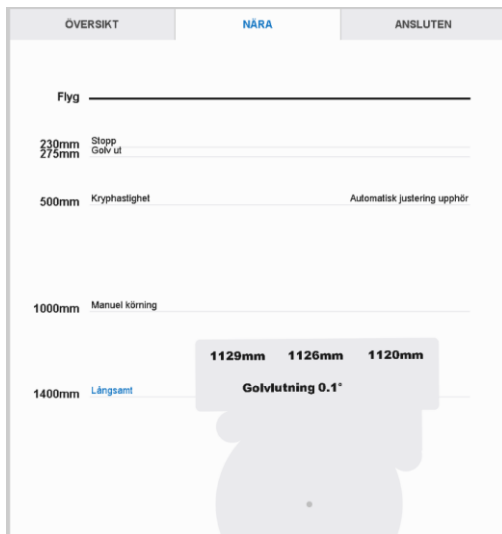 ÖVERSIKT NÄRA ANSLUTEN
Flyg
230mm Stopp
275mm Golv ut
500mm Kryphastighet Automatisk justering upphör
1000mm Manuel körning
1129mm 1126mm 1120mm
Golvlutning 0.1°
1400mm Långsamt